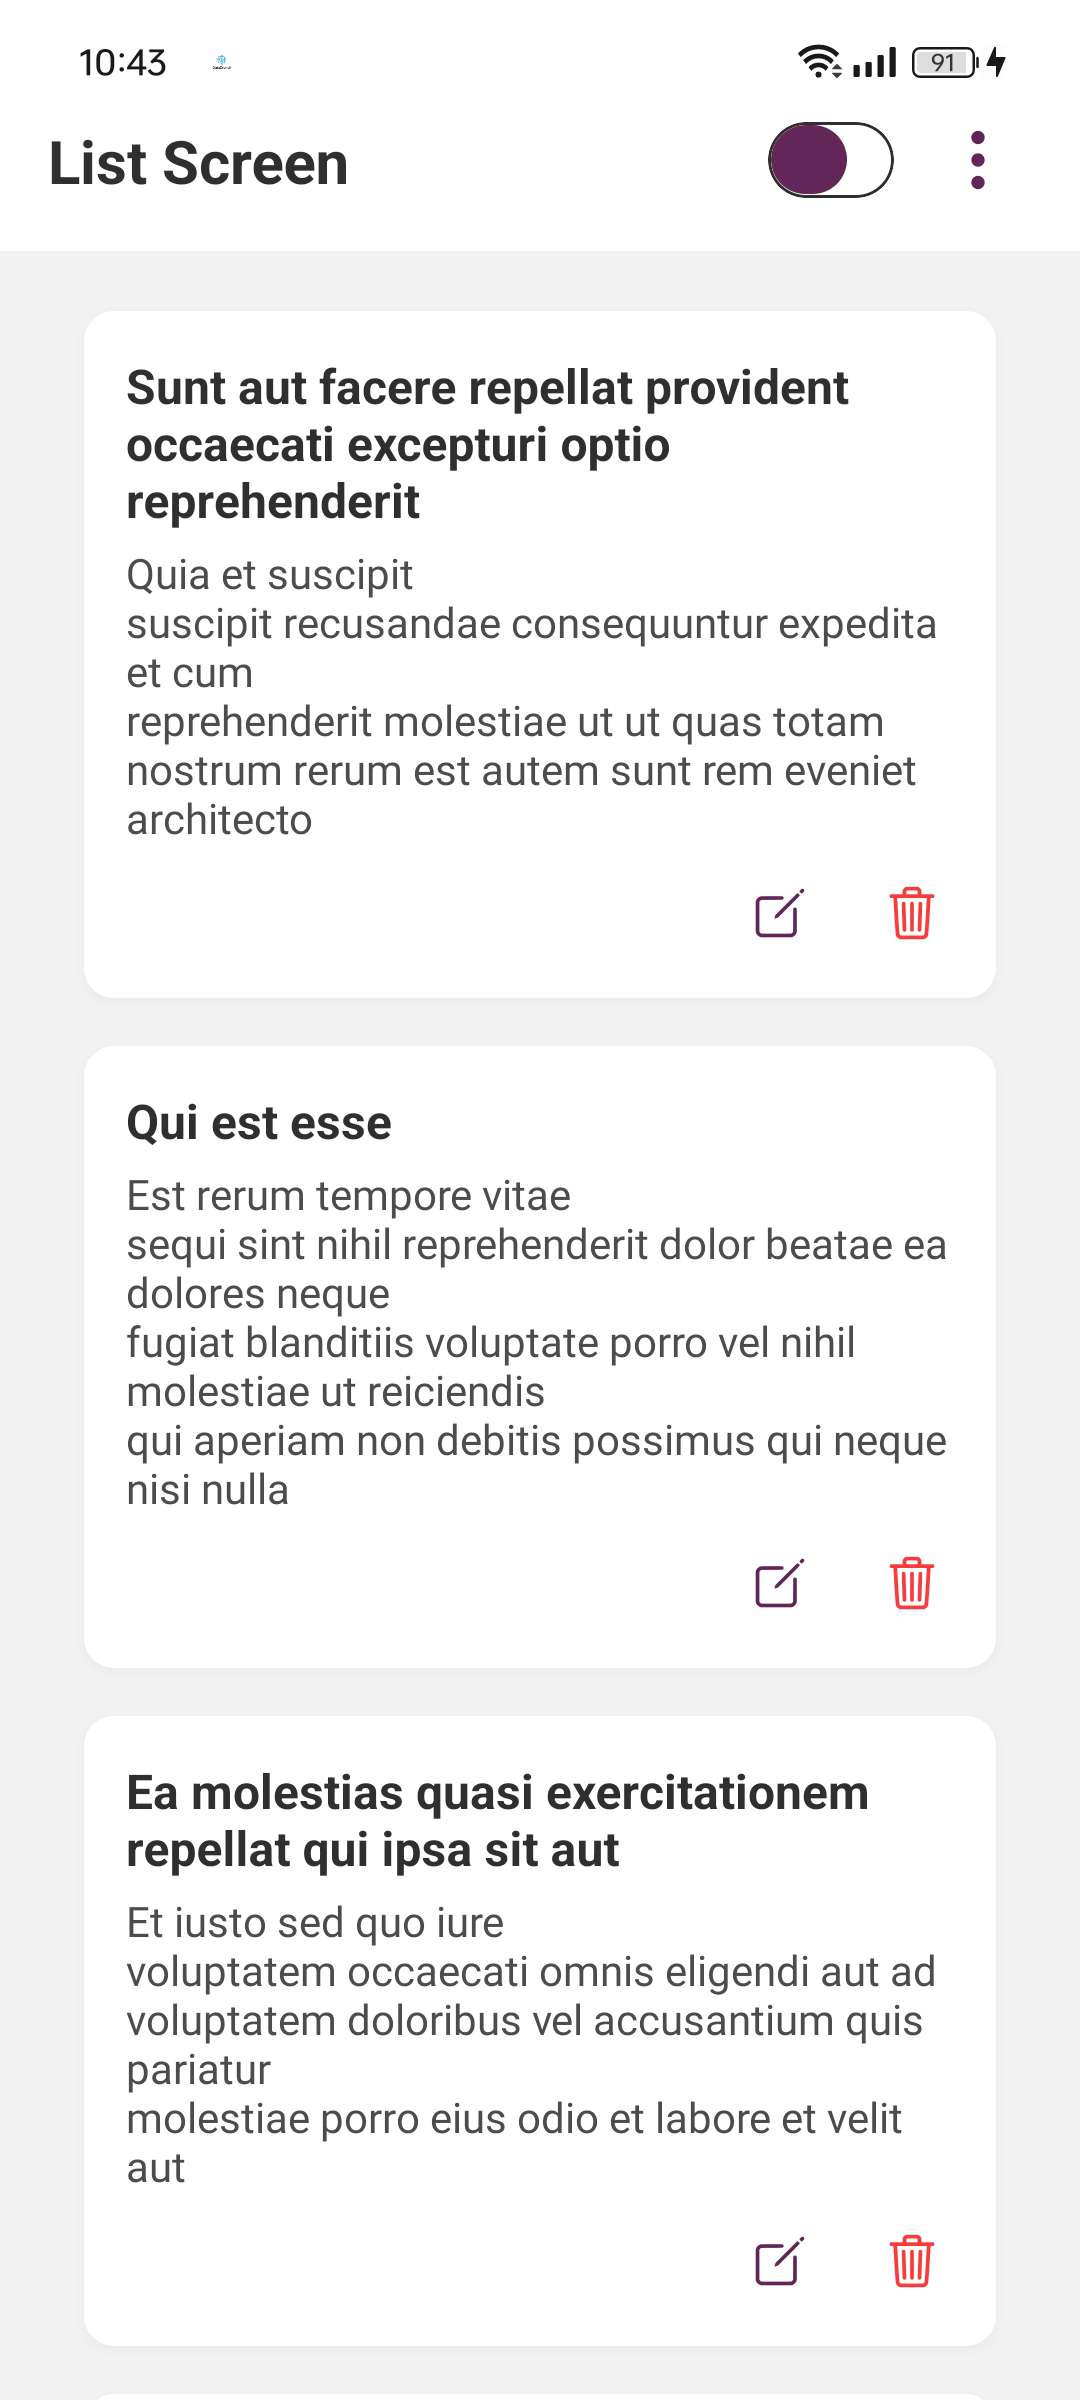 10:43
91
List Screen
Sunt aut facere repellat provident
occaecati excepturi optio
reprehenderit
Quia et suscipit
suscipit recusandae consequuntur expedita
et cum
reprehenderit molestiae ut ut quas totam
nostrum rerum est autem sunt rem eveniet
architecto
Qui est esse
Est rerum tempore vitae
sequi sint nihil reprehenderit dolor beatae ea
dolores neque
fugiat blanditiis voluptate porro vel nihil
molestiae ut reiciendis
qui aperiam non debitis possimus qui neque
nisi nulla
Ea molestias quasi exercitationem
repellat qui ipsa sit aut
Et iusto sed quo iure
voluptatem occaecati omnis eligendi aut ad
voluptatem doloribus vel accusantium quis
pariatur
molestiae porro eius odio et labore et velit
aut